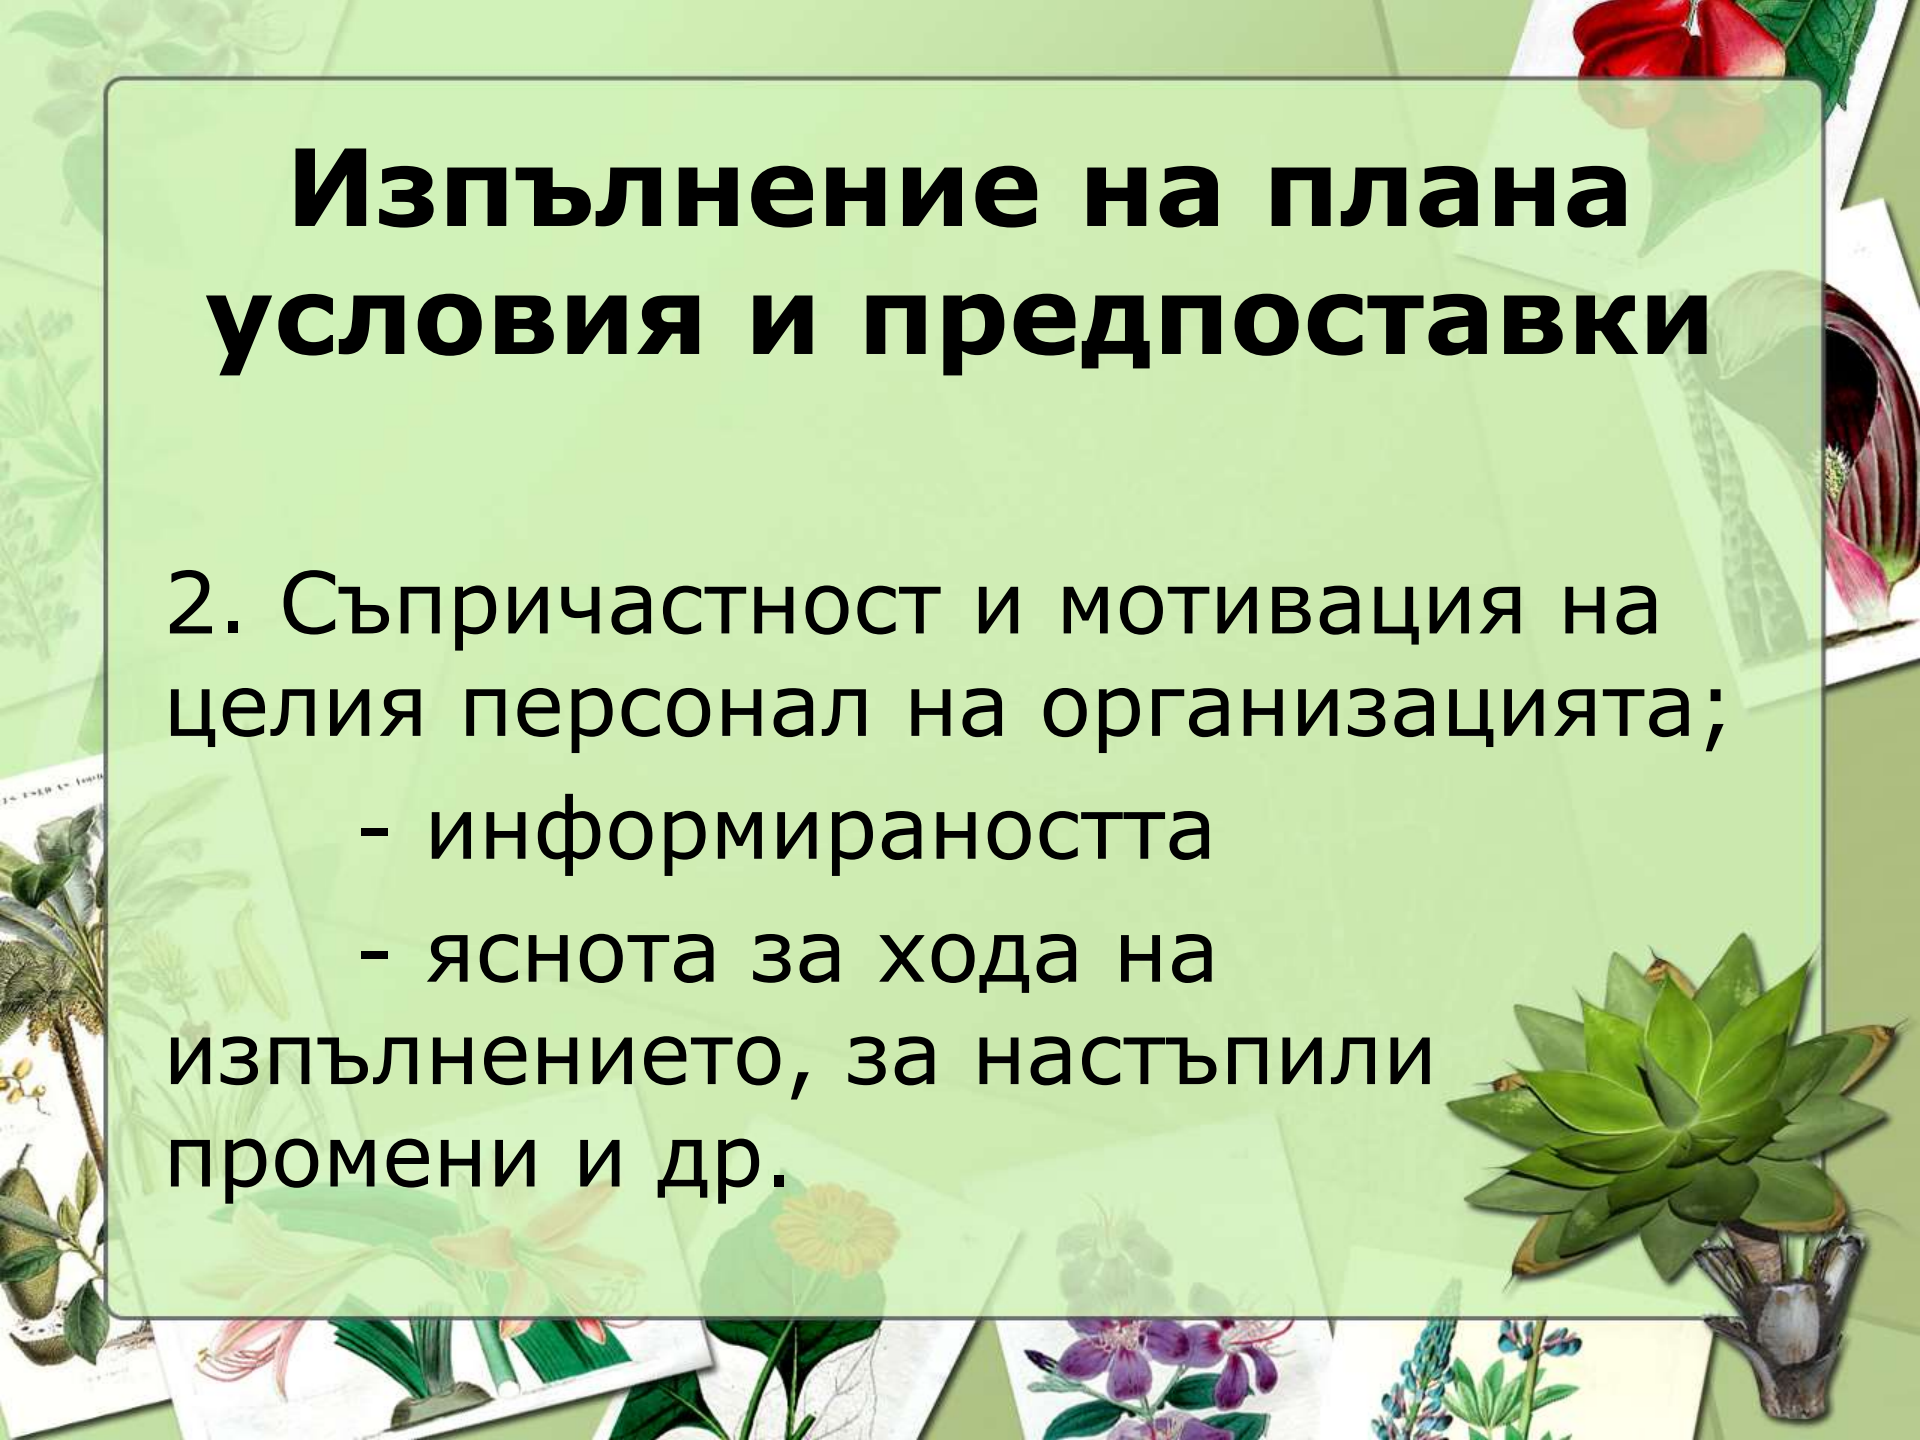 Изпълнение на плана
условия и предпоставки
2. Съпричастност и мотивация на
целия персонал на организацията;
- информираността
- яснота за хода на
изпълнението, за настъпили
промени и др.